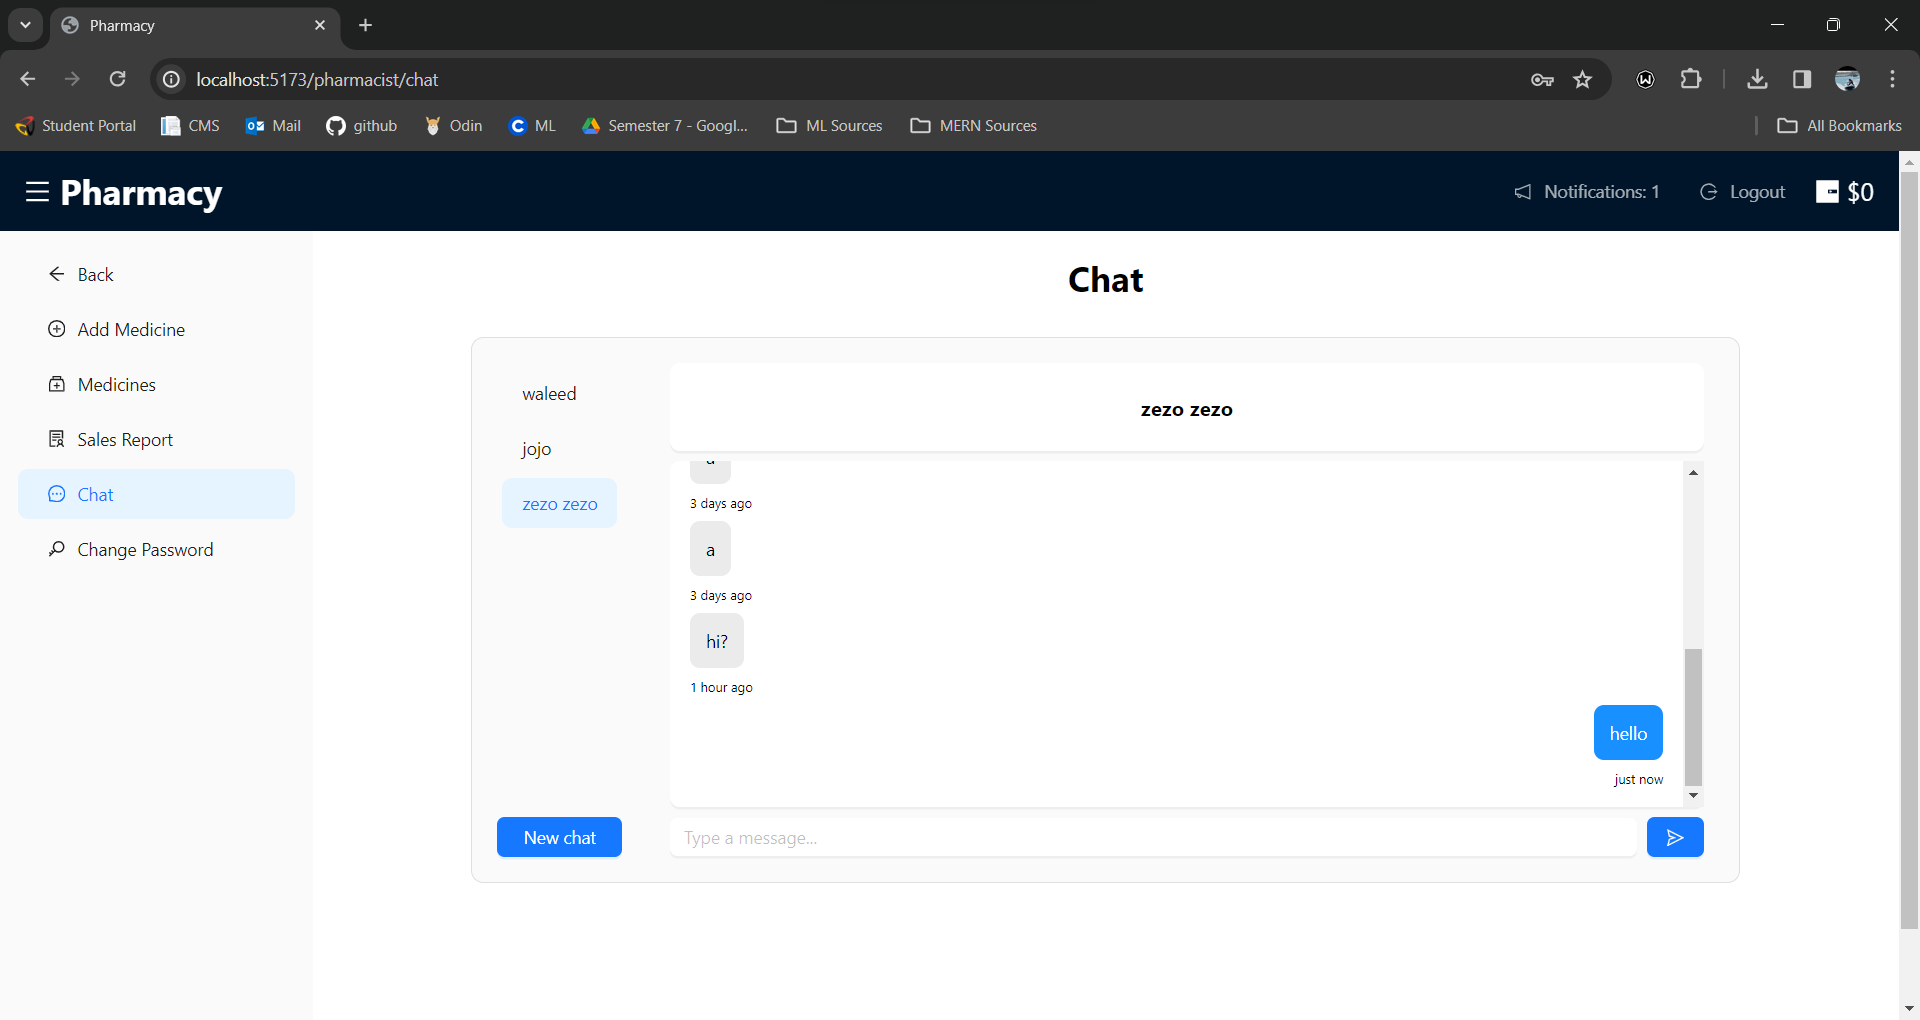 Pharmacy
localhost:5173/pharmacist/chat
Student Portal CMS Mail github Odin ML Semester 7 - Googl... ML Sources MERN Sources All Bookmarks
Pharmacy Notifications: 1 Logout $0
Back
Add Medicine
Medicines
Sales Report
Chat
Change Password
Chat
waleed
jojo
zezo zezo
New chat
zezo zezo
3 days ago
a
3 days ago
hi?
1 hour ago
hello
just now
Type a message...